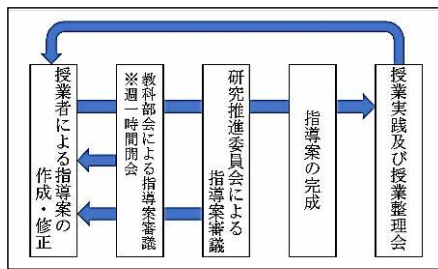 授業者による指導案の
作成・修正
教科部会による指導案審議
※週一時間開会
研究推進委員会による
指導案審議
指導案の完成
授業実践及び授業整理会